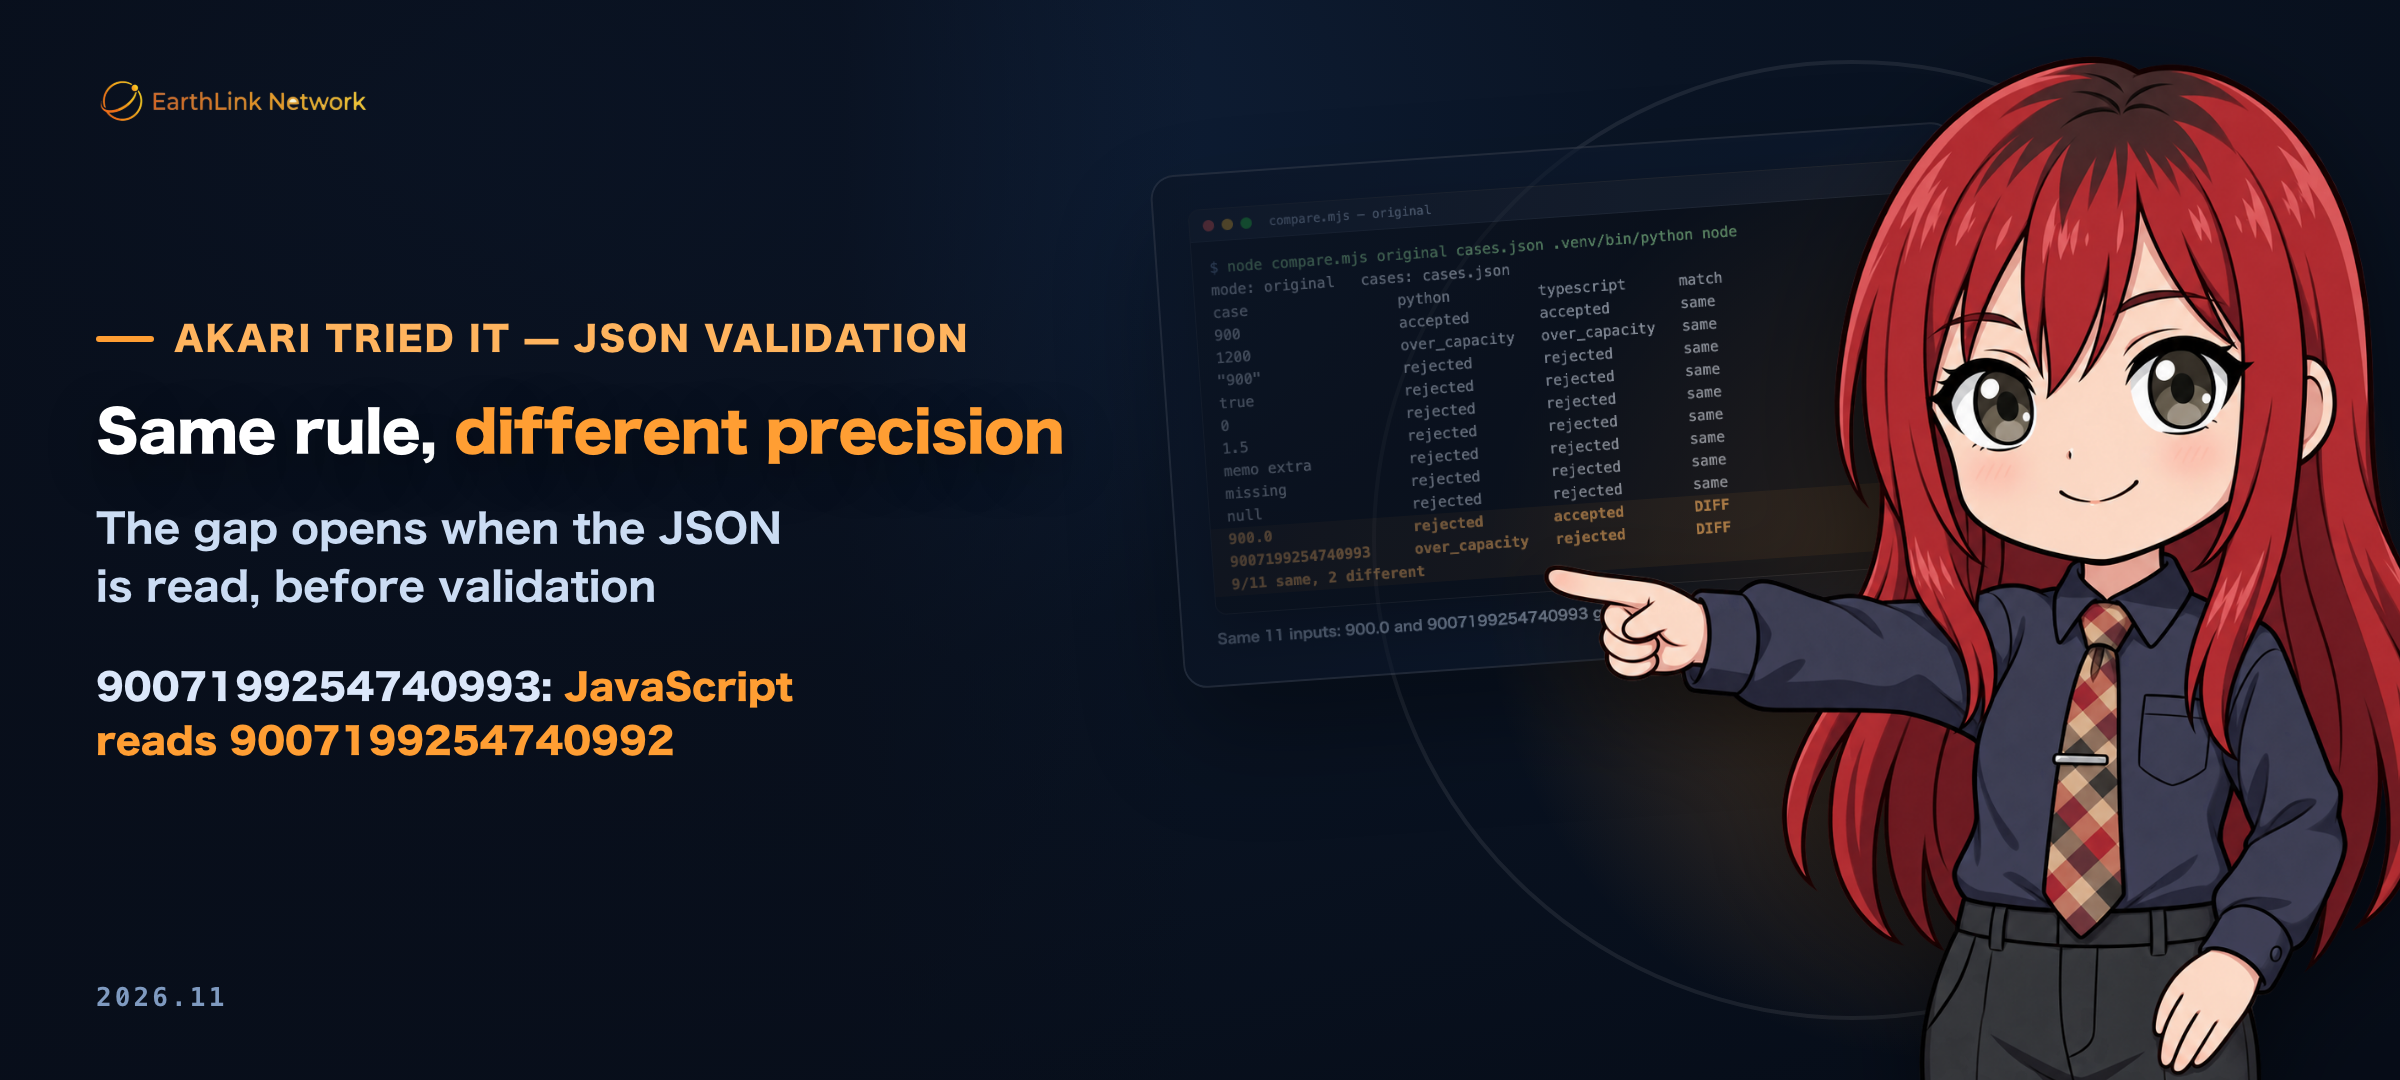 EarthLink Network
AKARI TRIED IT — JSON VALIDATION
Same rule, different precision
The gap opens when the JSON
is read, before validation
9007199254740993: JavaScript
reads 9007199254740992
2026.11
compare.mjs — original
$ node compare.mjs original cases.json .venv/bin/python node
mode: original cases: cases.json
case python typescript match
900 accepted accepted same
1200 over_capacity over_capacity same
"900" rejected rejected same
true rejected rejected same
0 rejected rejected same
1.5 rejected rejected same
memo extra rejected rejected same
missing rejected rejected same
null rejected rejected same
900.0 rejected accepted DIFF
9007199254740993 over_capacity rejected DIFF
9/11 same, 2 different
Same 11 inputs: 900.0 and 9007199254740993